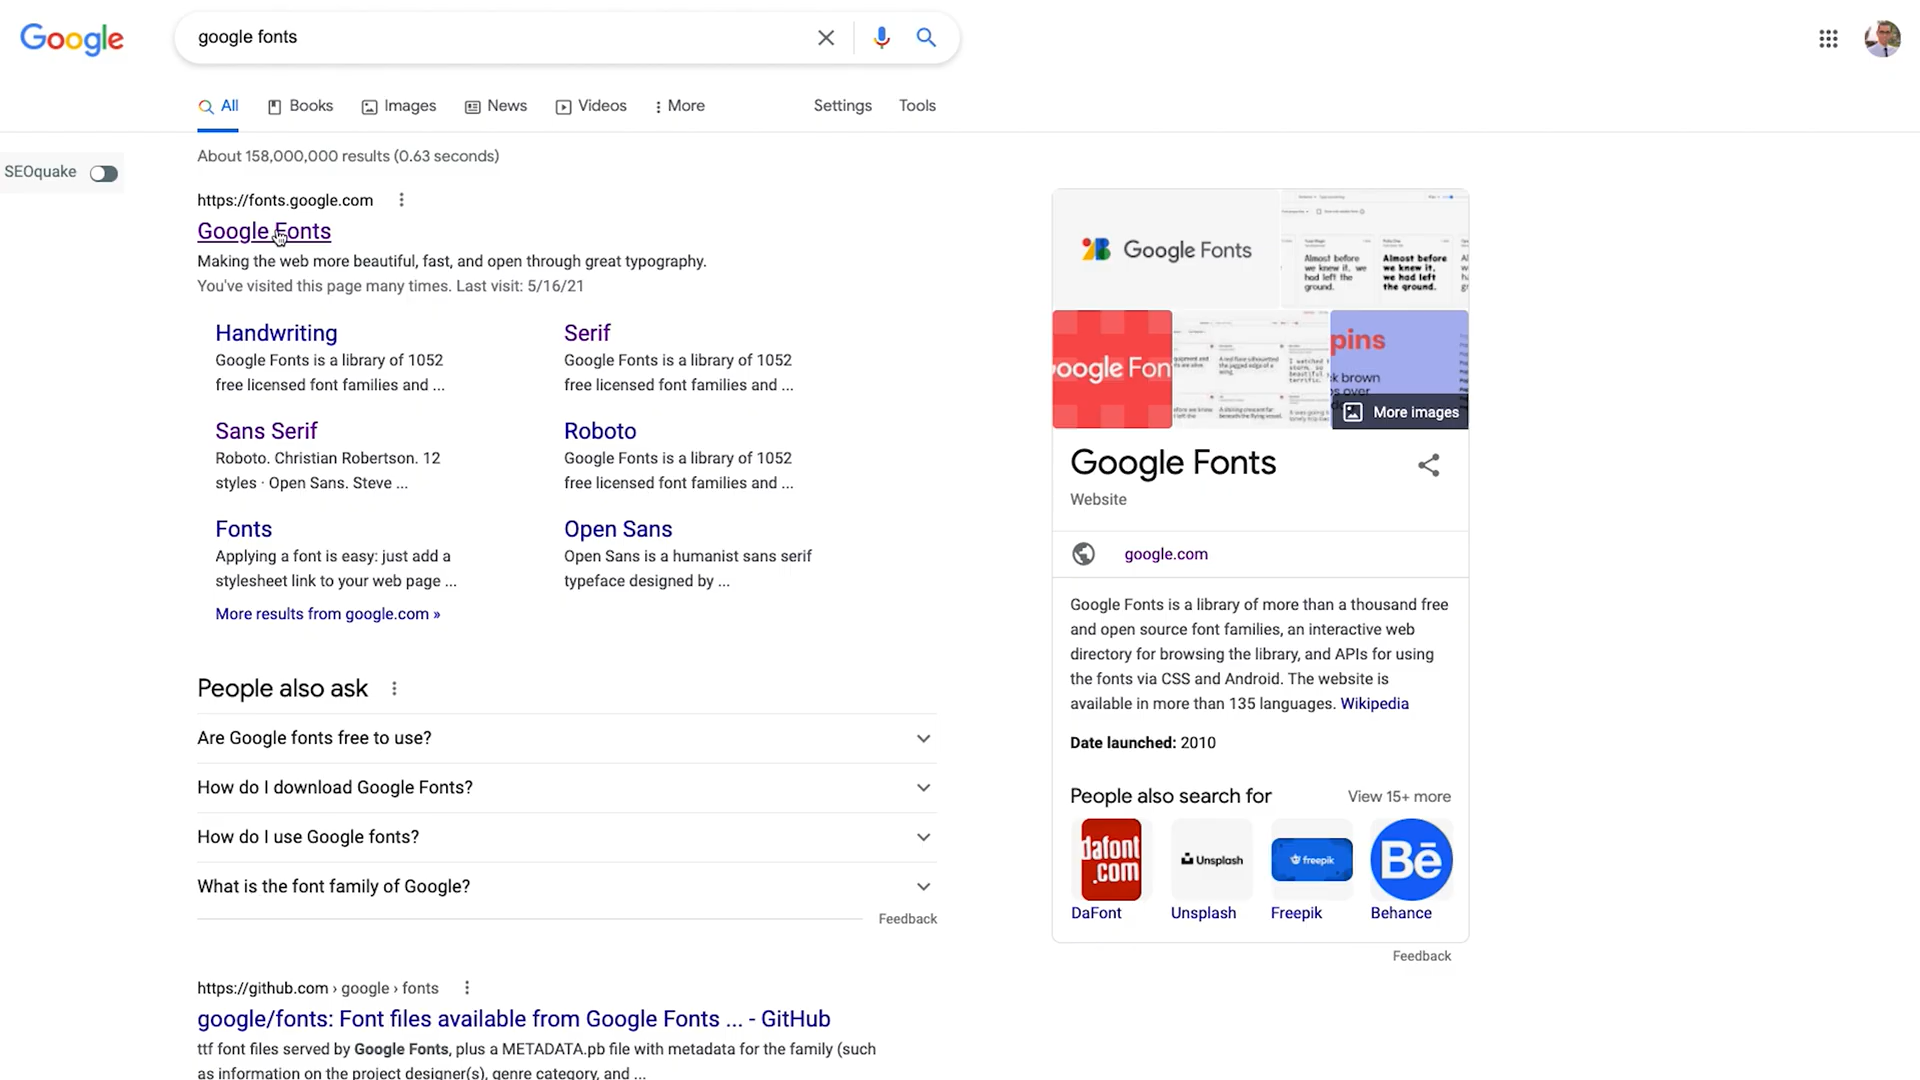 Google
google fonts
All
Books
Images
News
Videos
More
Settings
Tools
About 158,000,000 results (0.63 seconds)
SEOquake
https://fonts.google.com
Google Fonts
Making the web more beautiful, fast, and open through great typography.
You've visited this page many times. Last visit: 5/16/21
Handwriting
Google Fonts is a library of 1052
free licensed font families and ...
Serif
Google Fonts is a library of 1052
free licensed font families and ...
Sans Serif
Roboto. Christian Robertson. 12
styles · Open Sans. Steve ...
Roboto
Google Fonts is a library of 1052
free licensed font families and ...
Fonts
Applying a font is easy: just add a
stylesheet link to your web page ...
Open Sans
Open Sans is a humanist sans serif
typeface designed by ...
More results from google.com »
People also ask
Are Google fonts free to use?
How do I download Google Fonts?
How do I use Google fonts?
What is the font family of Google?
Feedback
https://github.com › google › fonts
google/fonts: Font files available from Google Fonts ... - GitHub
ttf font files served by Google Fonts, plus a METADATA.pb file with metadata for the family (such
as information on the project designer(s), genre category, and ...
Google Fonts
Almost before
we knew it, we
had left the
ground.
Almost before
we knew it,
we had left
the ground.
oogle Fon
pins
k brown
os over
More images
Google Fonts
Website
google.com
Google Fonts is a library of more than a thousand free
and open source font families, an interactive web
directory for browsing the library, and APIs for using
the fonts via CSS and Android. The website is
available in more than 135 languages. Wikipedia
Date launched: 2010
People also search for
View 15+ more
dafont
.com
Unsplash
freepik
Bē
DaFont
Unsplash
Freepik
Behance
Feedback